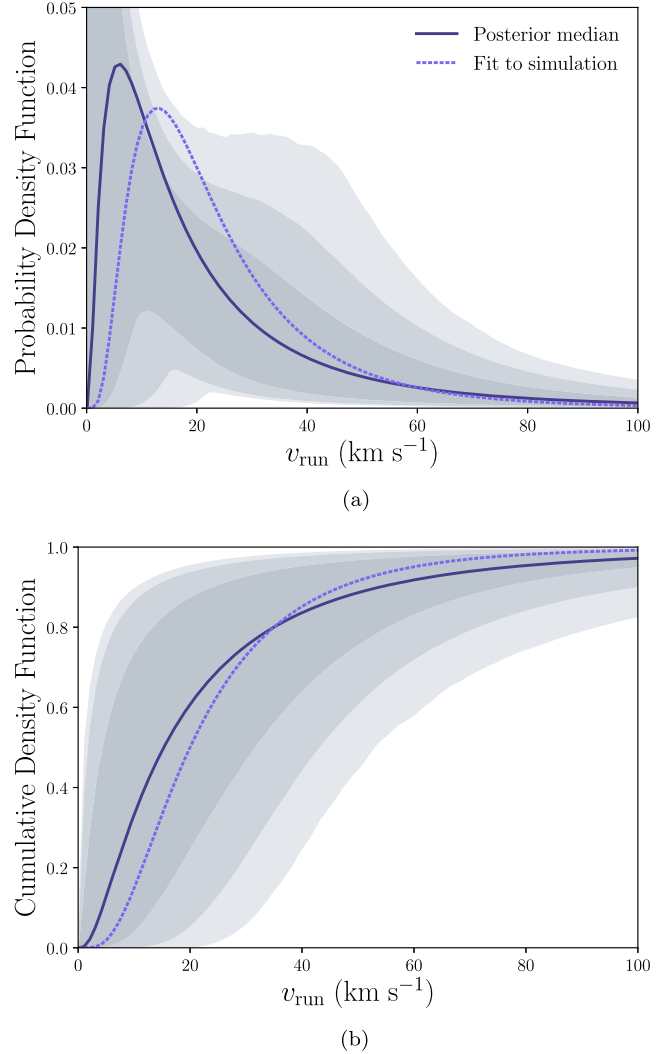 0.05
0.04
0.03
0.02
0.01
0.00
Probability Density Function
Posterior median
Fit to simulation
0 20 40 60 80 100
v_run (km s⁻¹)
(a)
1.0
0.8
0.6
0.4
0.2
0.0
Cumulative Density Function
0 20 40 60 80 100
v_run (km s⁻¹)
(b)